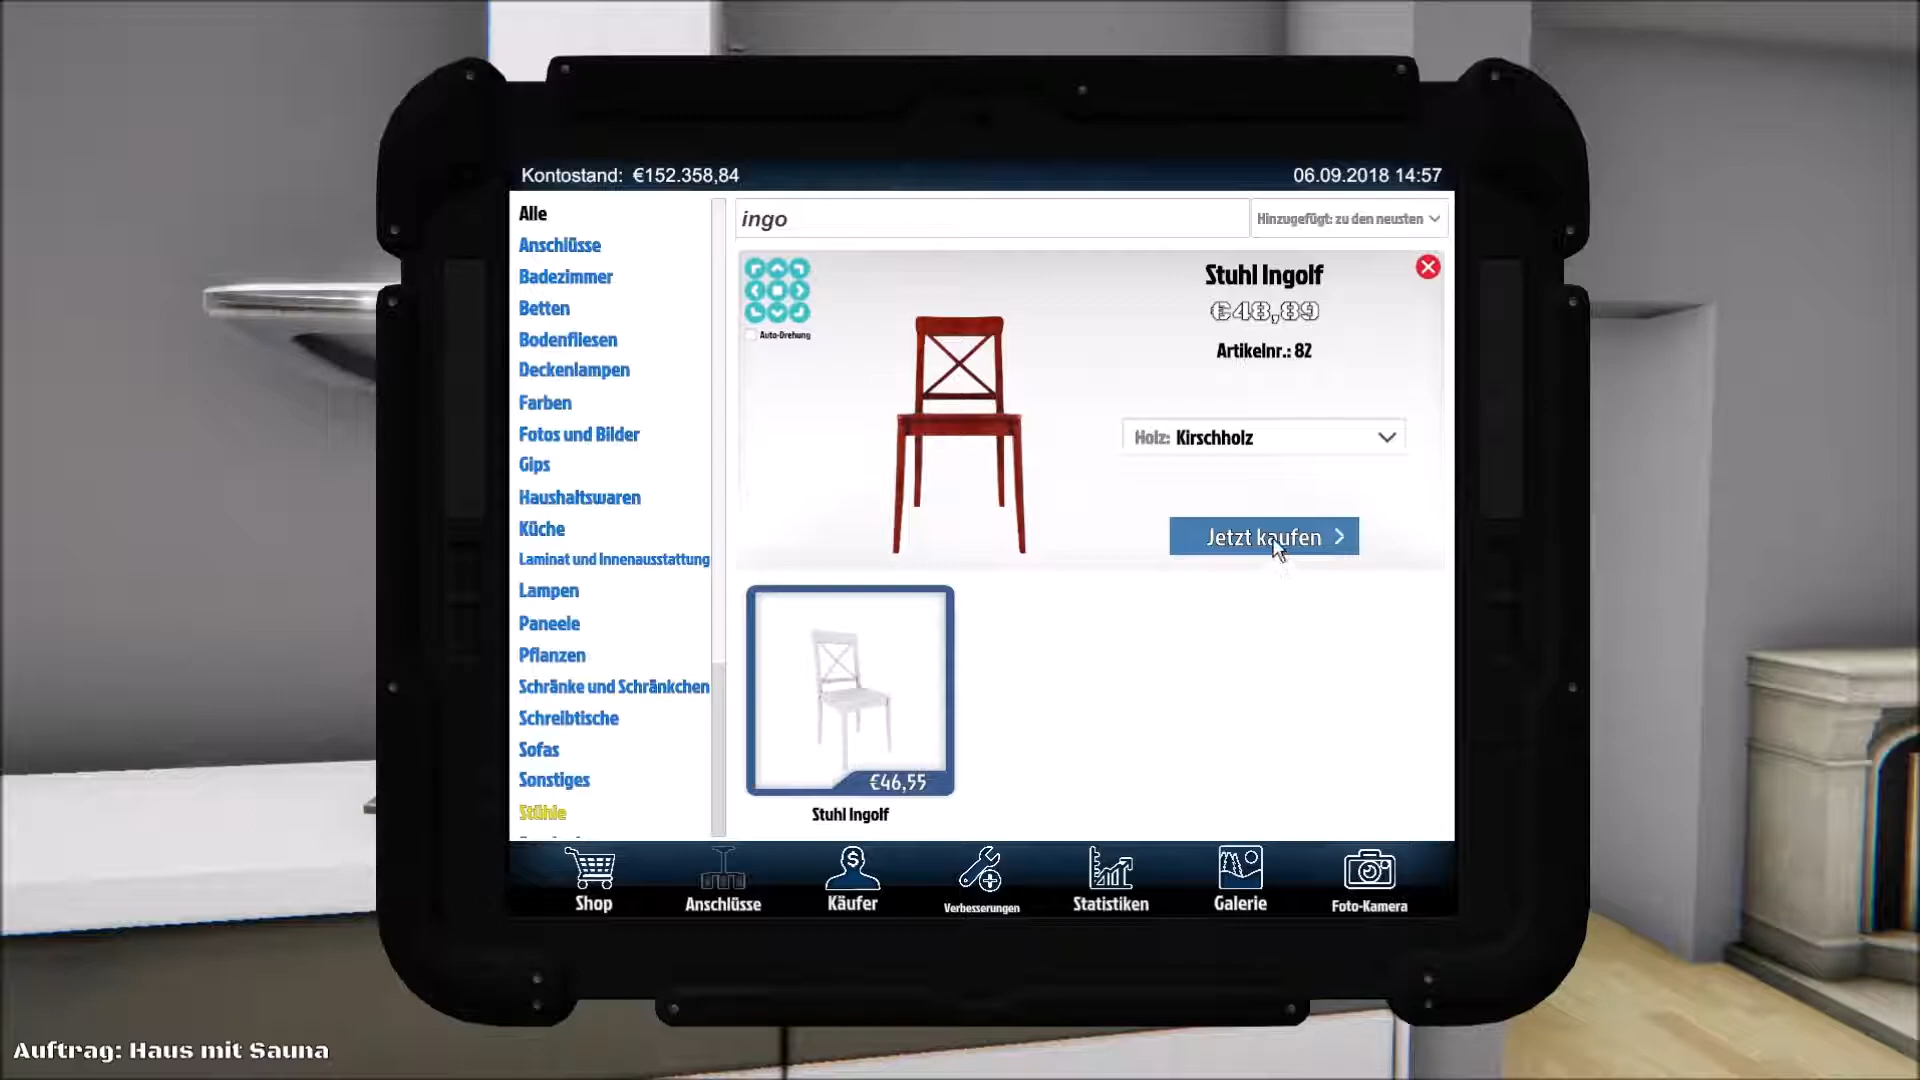 Kontostand: €152.358,84
06.09.2018 14:57
Alle
Anschlüsse
Badezimmer
Betten
Bodenfliesen
Deckenlampen
Farben
Fotos und Bilder
Gips
Haushaltswaren
Küche
Laminat und Innenausstattung
Lampen
Paneele
Pflanzen
Schränke und Schränkchen
Schreibtische
Sofas
Sonstiges
Stühle
ingo
Hinzugefügt: zu den neusten
Auto-Drehung
Stuhl Ingolf
€48,89
Artikelnr.: 82
Holz: Kirschholz
Jetzt kaufen
€46,55
Stuhl Ingolf
Shop
Anschlüsse
Käufer
Verbesserungen
Statistiken
Galerie
Foto-Kamera
Auftrag: Haus mit Sauna